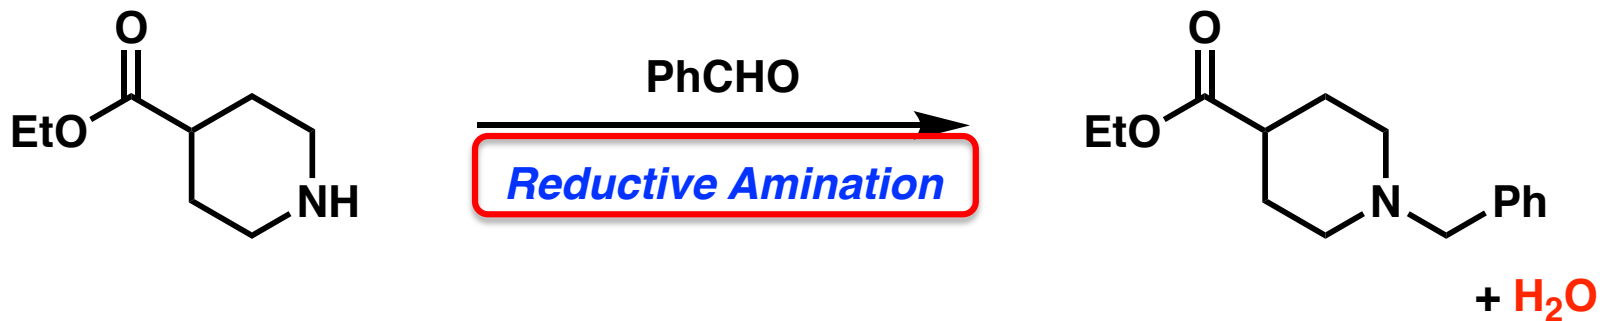 O
EtO
NH
PhCHO
Reductive Amination
O
EtO
N
Ph
+ H₂O